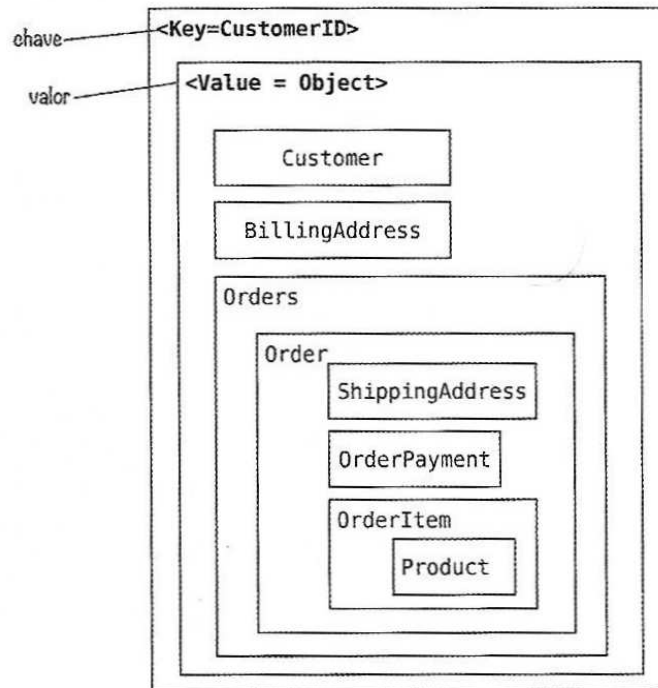 chave
<Key=CustomerID>
valor
<Value = Object>
Customer
BillingAddress
Orders
Order
ShippingAddress
OrderPayment
OrderItem
Product